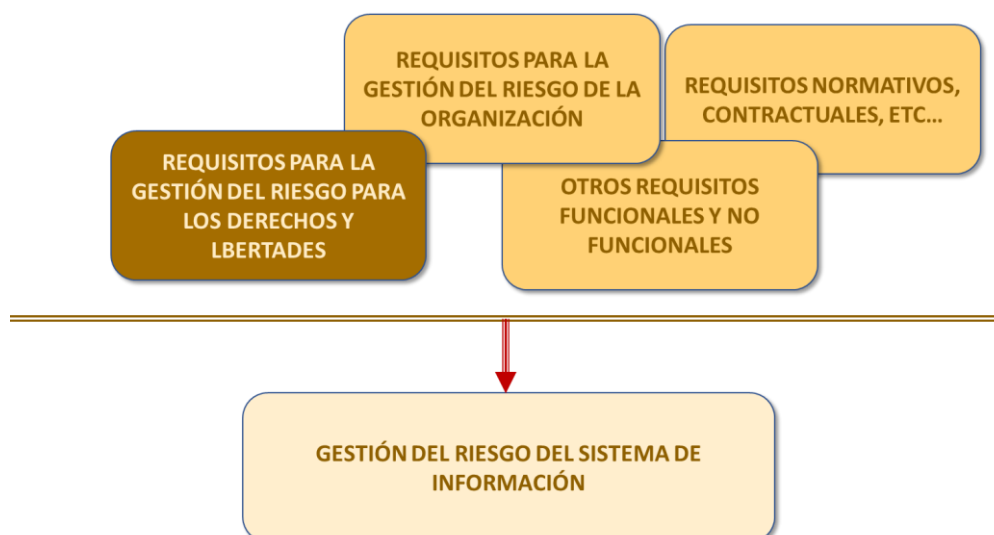 REQUISITOS PARA LA
GESTIÓN DEL RIESGO DE LA
ORGANIZACIÓN
REQUISITOS NORMATIVOS,
CONTRACTUALES, ETC...
REQUISITOS PARA LA
GESTIÓN DEL RIESGO PARA
LOS DERECHOS Y
LBERTADES
OTROS REQUISITOS
FUNCIONALES Y NO
FUNCIONALES
GESTIÓN DEL RIESGO DEL SISTEMA DE
INFORMACIÓN